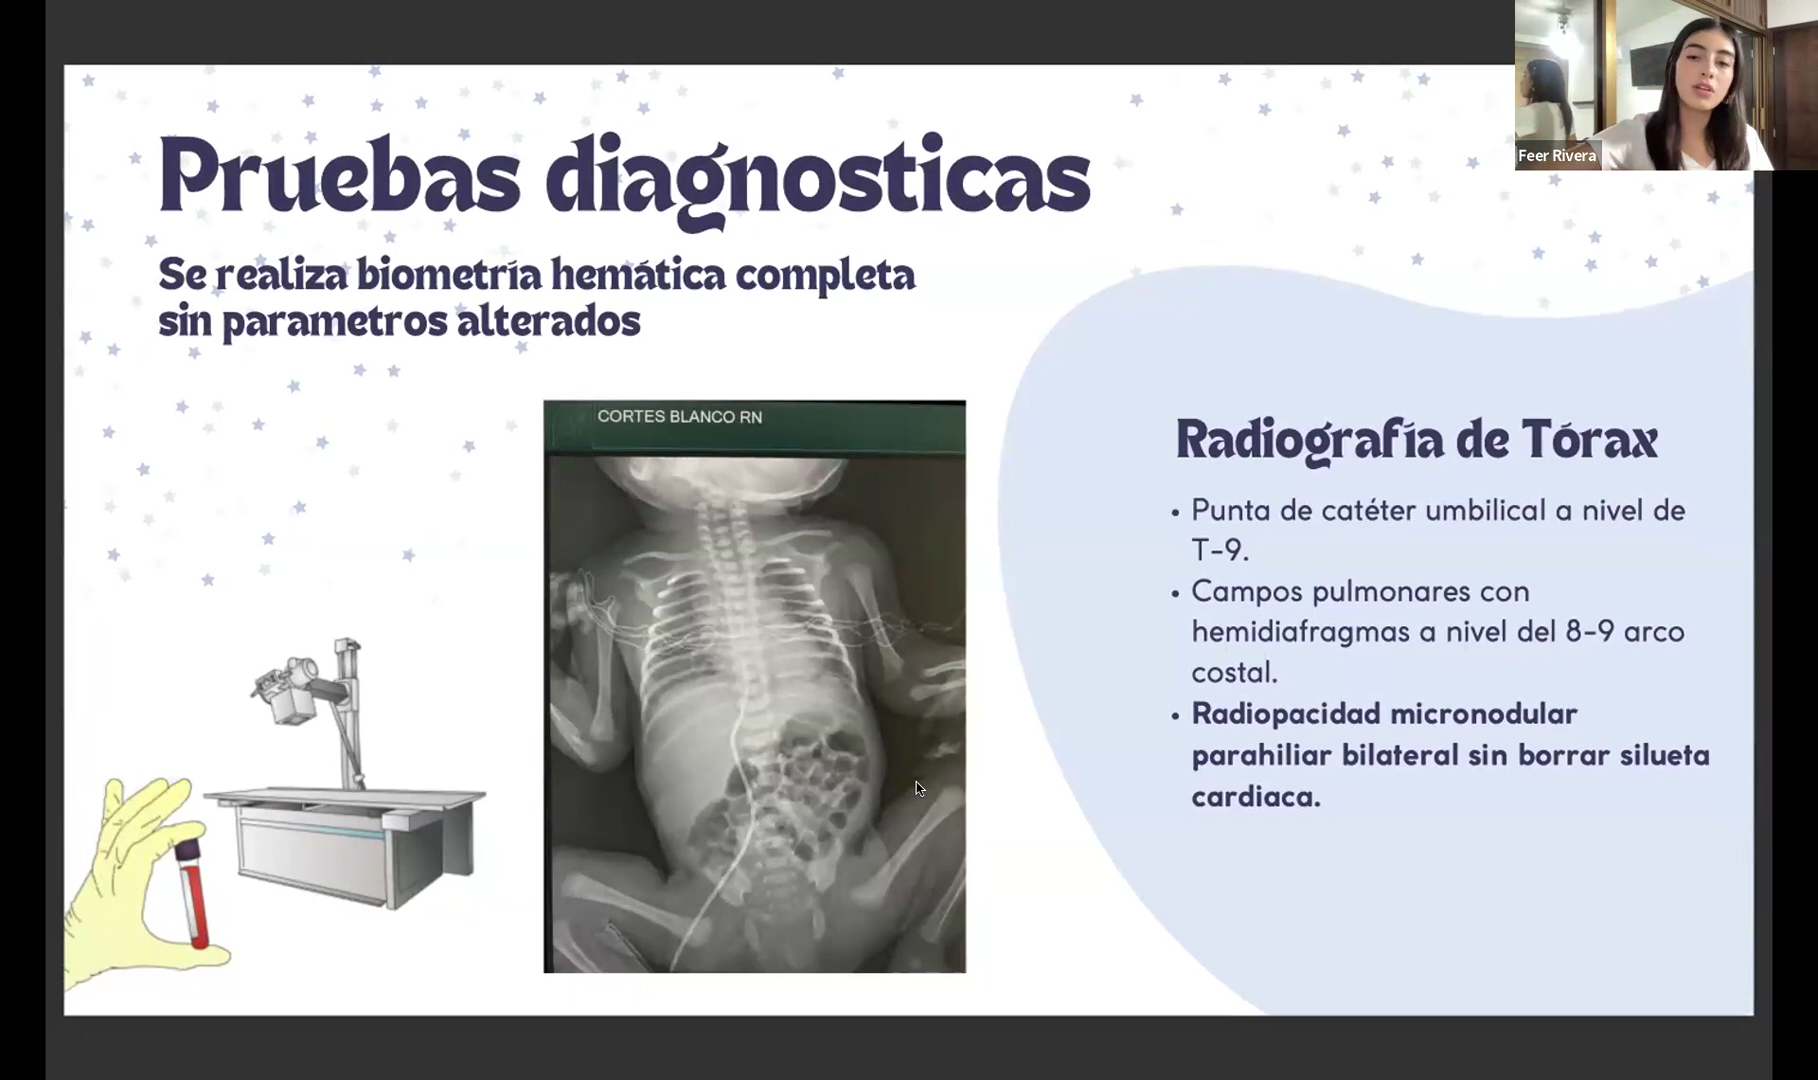 Feer Rivera
Pruebas diagnosticas
Se realiza biometría hemática completa
sin parametros alterados
CORTES BLANCO RN
Radiografía de Tórax
• Punta de catéter umbilical a nivel de
T-9.
• Campos pulmonares con
hemidiafragmas a nivel del 8-9 arco
costal.
• Radiopacidad micronodular
parahiliar bilateral sin borrar silueta
cardiaca.